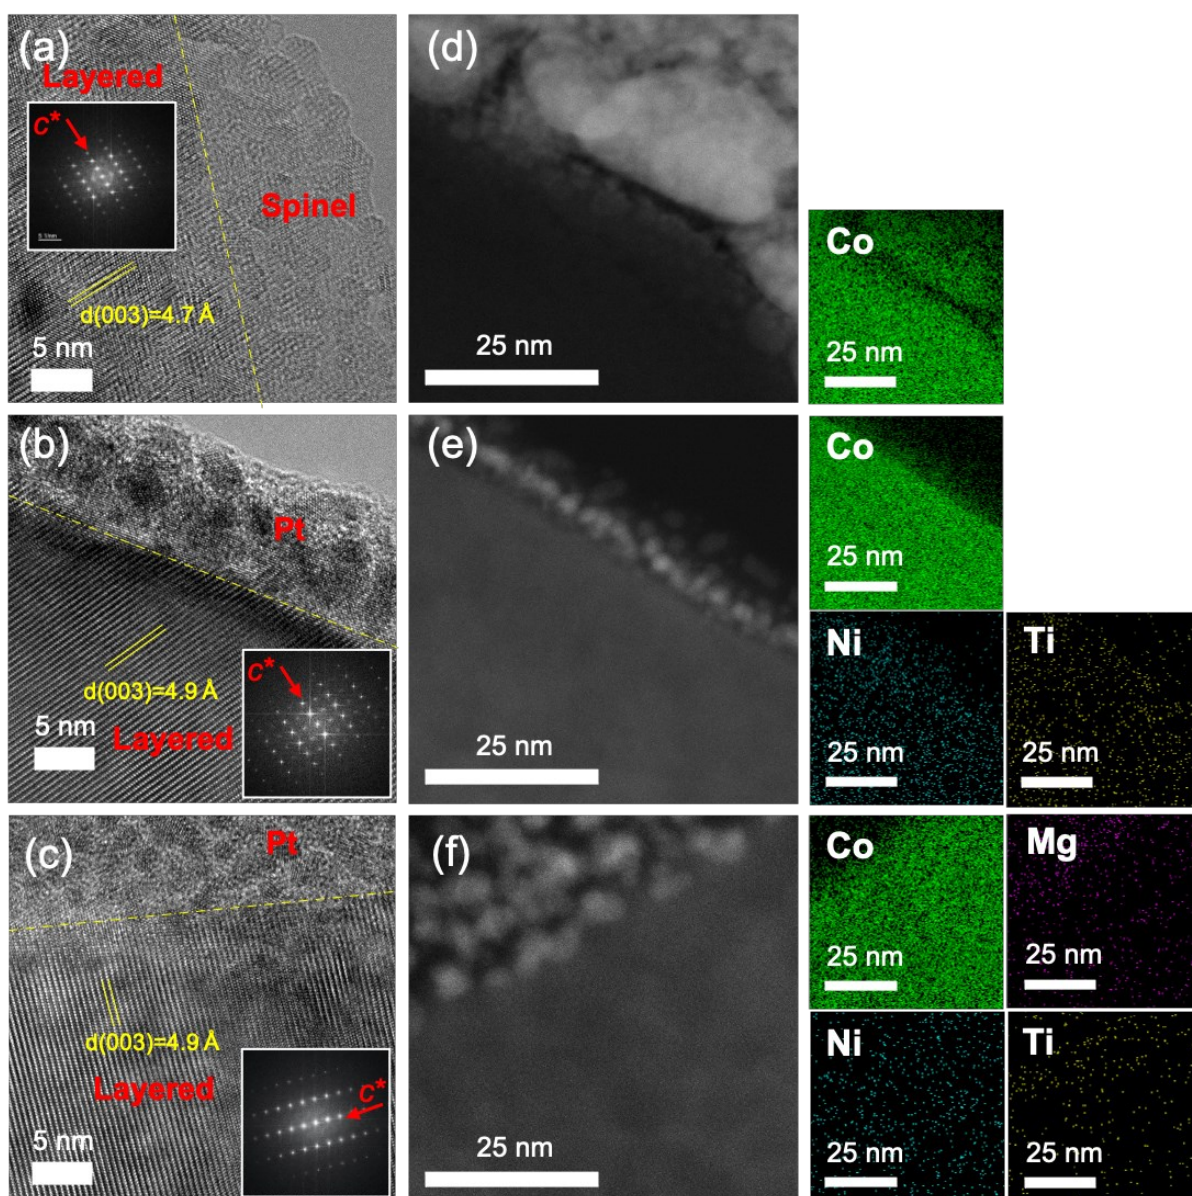 (a)
Layered
C*
Spinel
d(003)=4.7 Å
5 nm
(d)
25 nm
Co
25 nm
(b)
Pt
d(003)=4.9 Å
C*
5 nm
Layered
(e)
25 nm
Co
25 nm
Ni
25 nm
Ti
25 nm
(c)
Pt
d(003)=4.9 Å
Layered
C*
5 nm
(f)
25 nm
Co
25 nm
Mg
25 nm
Ni
25 nm
Ti
25 nm